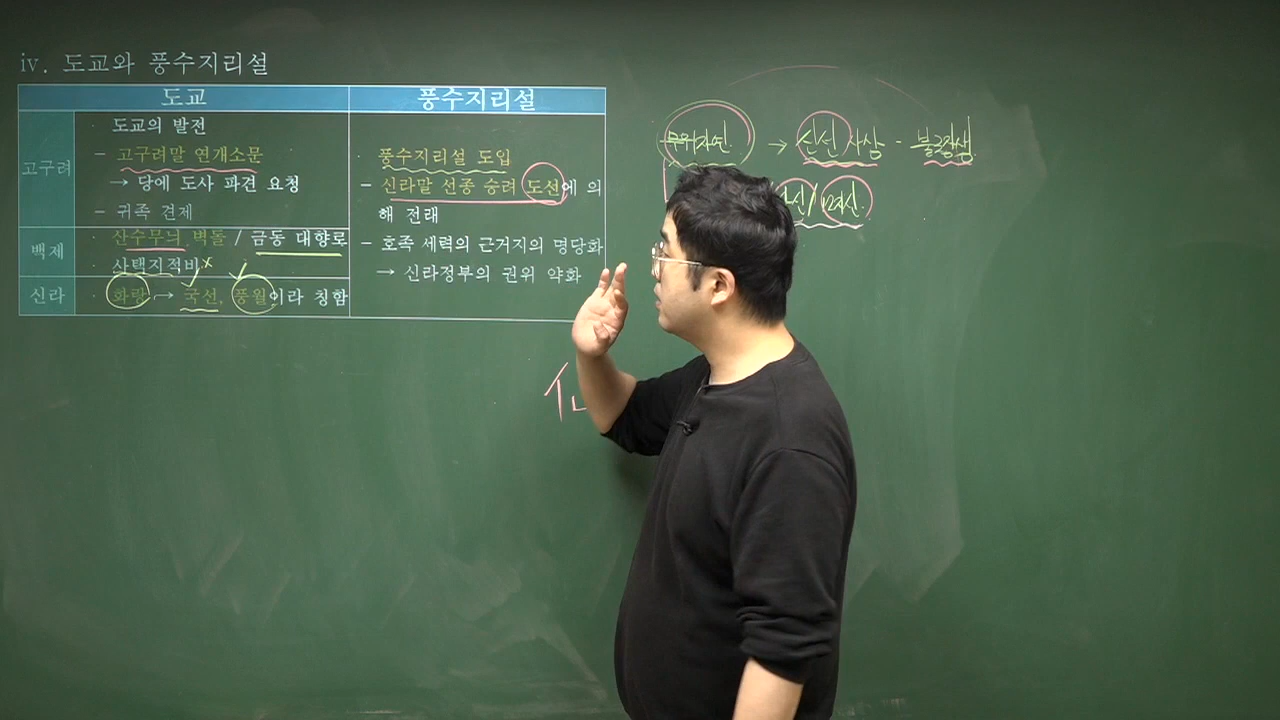 iv. 도교와 풍수지리설
도교
풍수지리설
고구려
· 도교의 발전
- 고구려말 연개소문
→ 당에 도사 파견 요청
- 귀족 견제
백제
· 산수무늬 벽돌 / 금동 대향로
사택지적비
신라
· 화랑 → 국선, 풍월이라 칭함
· 풍수지리설 도입
- 신라말 선종 승려 도선에 의
해 전래
- 호족 세력의 근거지의 명당화
→ 신라정부의 권위 약화
무위자연 → 신선 사상 - 불로장생